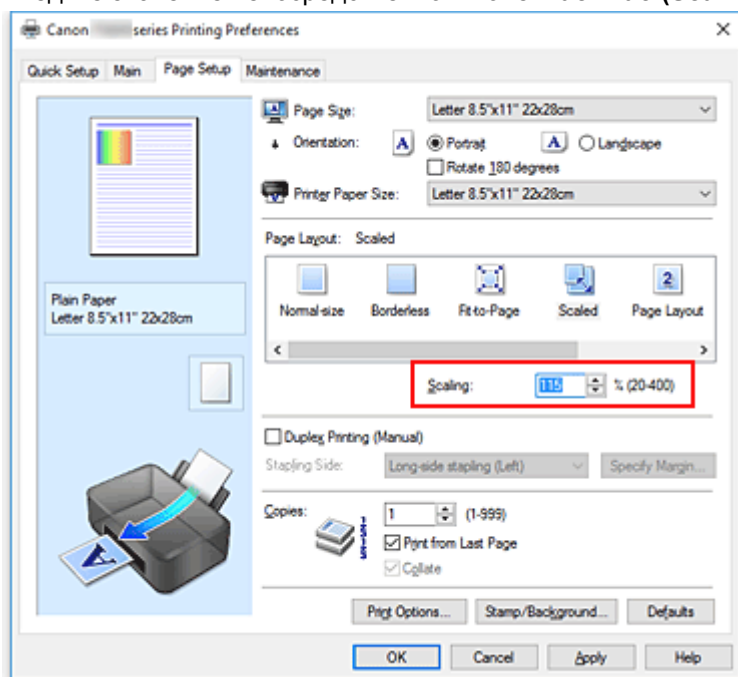 Canon series Printing Preferences
Quick Setup Main Page Setup Maintenance
Page Size: Letter 8.5"x11" 22x28cm
Orientation: A Portrait A Landscape
Rotate 180 degrees
Printer Paper Size: Letter 8.5"x11" 22x28cm
Page Layout: Scaled
Normal-size Borderless Fit-to-Page Scaled Page Layout
Plain Paper
Letter 8.5"x11" 22x28cm
Scaling: 115 % (20-400)
Duplex Printing (Manual)
Stapling Side: Long-side stapling (Left) Specify Margin...
Copies: 1 (1-999)
Print from Last Page
Collate
Print Options... Stamp/Background... Defaults
OK Cancel Apply Help